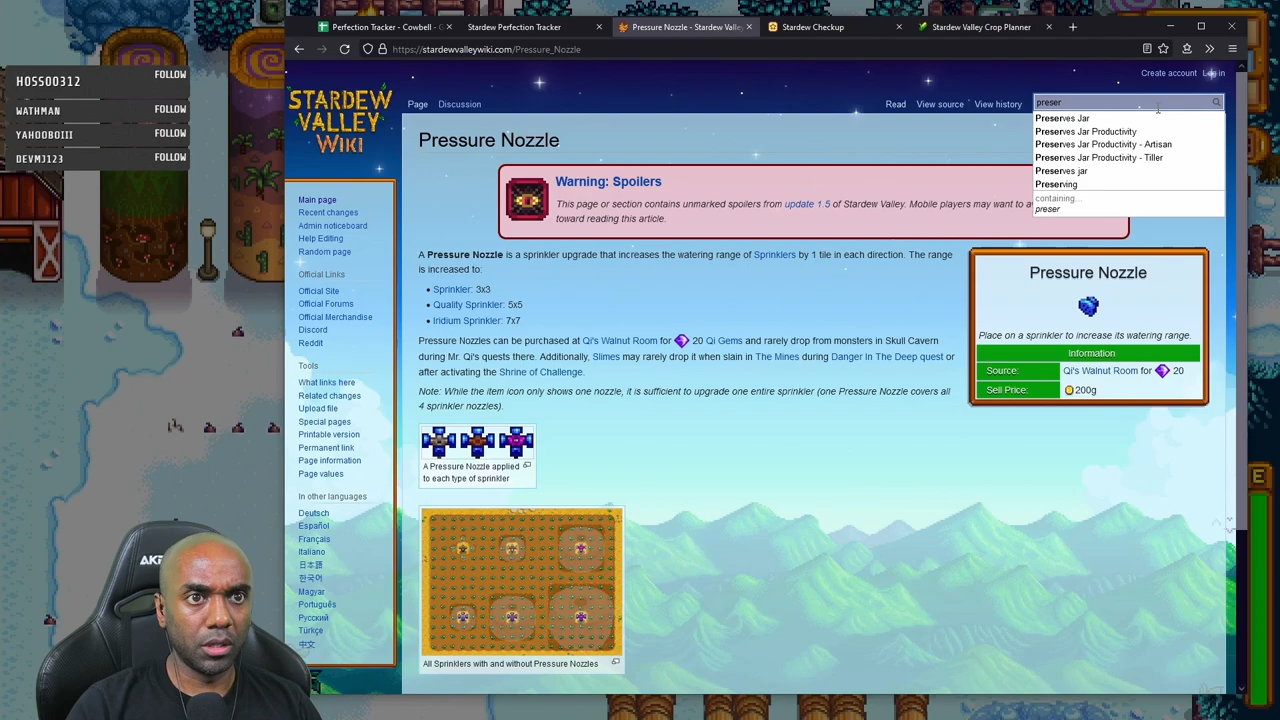 HOSSO0312 FOLLOW
WATHMAN FOLLOW
YAHOOBOIII FOLLOW
DEVMJ123 FOLLOW
Perfection Tracker - Cowbell - G
Stardew Perfection Tracker
Pressure Nozzle - Stardew Valle
Stardew Checkup
Stardew Valley Crop Planner
https://stardewvalleywiki.com/Pressure_Nozzle
Create account Log in
STARDEW
VALLEY
WIKI
Page Discussion
Read View source View history
preser
Preserves Jar
Preserves Jar Productivity
Preserves Jar Productivity - Artisan
Preserves Jar Productivity - Tiller
Preserves jar
Preserving
containing...
preser
Main page
Recent changes
Admin noticeboard
Help Editing
Random page
Official Links
Official Site
Official Forums
Official Merchandise
Discord
Reddit
Tools
What links here
Related changes
Upload file
Special pages
Printable version
Permanent link
Page information
Page values
In other languages
Deutsch
Español
Français
Italiano
日本語
한국어
Magyar
Português
Русский
Türkçe
中文
Pressure Nozzle
Warning: Spoilers
This page or section contains unmarked spoilers from update 1.5 of Stardew Valley. Mobile players may want to av
toward reading this article.
A Pressure Nozzle is a sprinkler upgrade that increases the watering range of Sprinklers by 1 tile in each direction. The range
is increased to:
• Sprinkler: 3x3
• Quality Sprinkler: 5x5
• Iridium Sprinkler: 7x7
Pressure Nozzles can be purchased at Qi's Walnut Room for 20 Qi Gems and rarely drop from monsters in Skull Cavern
during Mr. Qi's quests there. Additionally, Slimes may rarely drop it when slain in The Mines during Danger In The Deep quest or
after activating the Shrine of Challenge.
Note: While the item icon only shows one nozzle, it is sufficient to upgrade one entire sprinkler (one Pressure Nozzle covers all
4 sprinkler nozzles).
A Pressure Nozzle applied
to each type of sprinkler
All Sprinklers with and without Pressure Nozzles
Pressure Nozzle
Place on a sprinkler to increase its watering range.
Information
Source: Qi's Walnut Room for 20
Sell Price: 200g
E